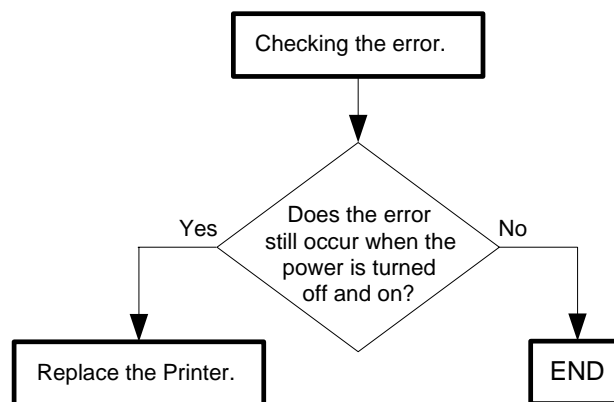 Checking the error.
Yes
Does the error
still occur when the
power is turned
off and on?
No
Replace the Printer.
END